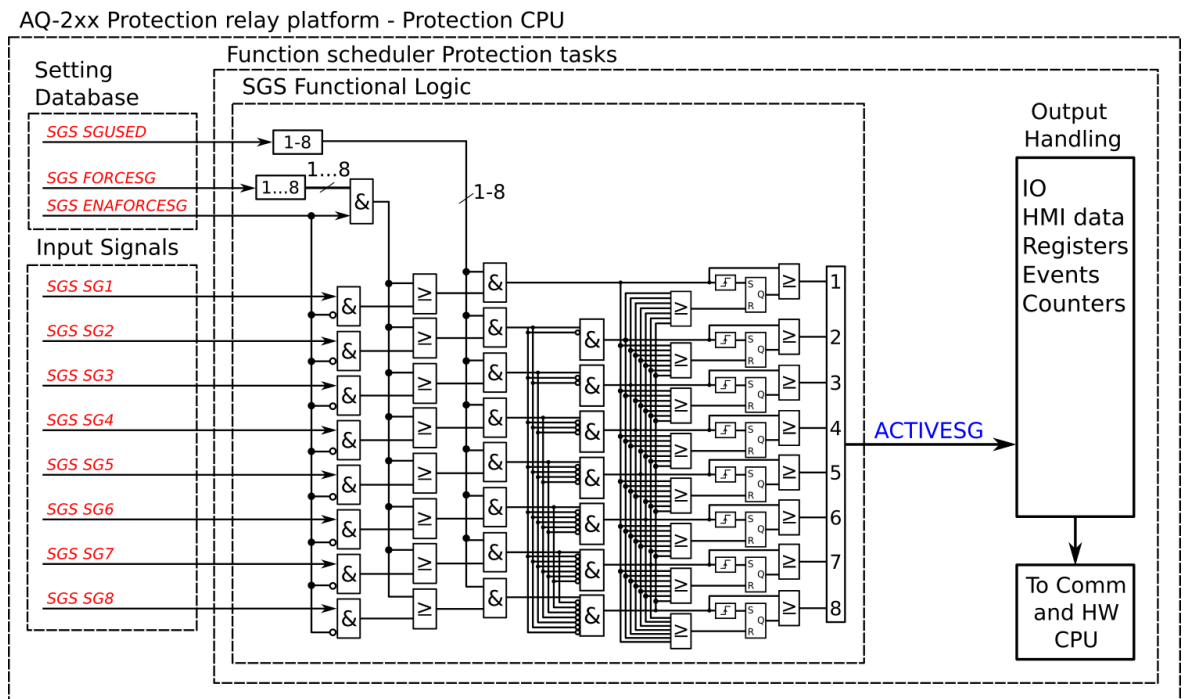 AQ-2xx Protection relay platform - Protection CPU
Function scheduler Protection tasks
Setting
Database
SGS Functional Logic
SGS SGUSED
1-8
SGS FORCESG
1...8
1...8
&
1-8
SGS ENAFORCESG
Output
Handling
IO
HMI data
Registers
Events
Counters
Input Signals
SGS SG1
& ≥ & ≥ S Q R ≥ 1
SGS SG2
& ≥ & & ≥ S Q R ≥ 2
SGS SG3
& ≥ & & ≥ S Q R ≥ 3
SGS SG4
& ≥ & & ≥ S Q R ≥ 4
ACTIVESG
SGS SG5
& ≥ & & ≥ S Q R ≥ 5
SGS SG6
& ≥ & & ≥ S Q R ≥ 6
SGS SG7
& ≥ & & ≥ S Q R ≥ 7
SGS SG8
& ≥ & & ≥ S Q R ≥ 8
To Comm
and HW
CPU